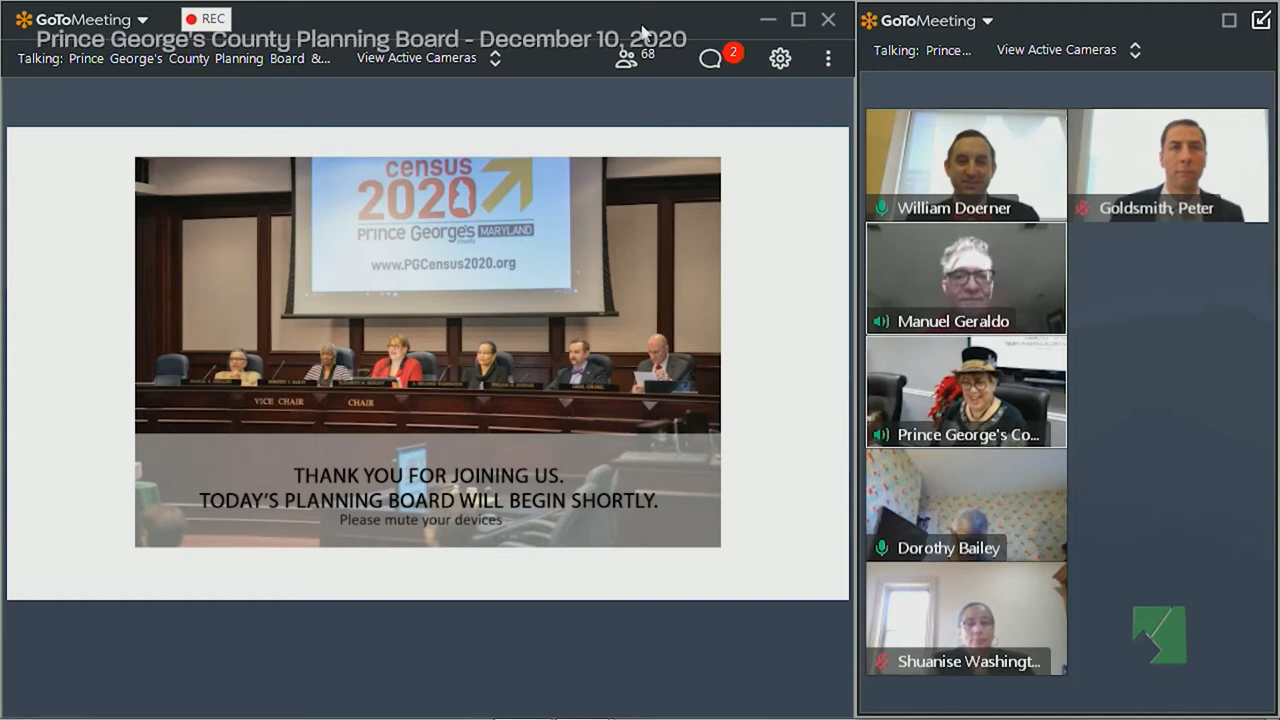 GoToMeeting
REC
Prince George's County Planning Board - December 10, 2020
Talking: Prince George's County Planning Board &...
View Active Cameras
68
2
census
2020
Prince George's MARYLAND
county
www.PGCensus2020.org
VICE CHAIR
CHAIR
THANK YOU FOR JOINING US.
TODAY'S PLANNING BOARD WILL BEGIN SHORTLY.
Please mute your devices
GoToMeeting
Talking: Prince...
View Active Cameras
William Doerner
Goldsmith, Peter
Manuel Geraldo
Prince George's Co...
Dorothy Bailey
Shuanise Washingt...